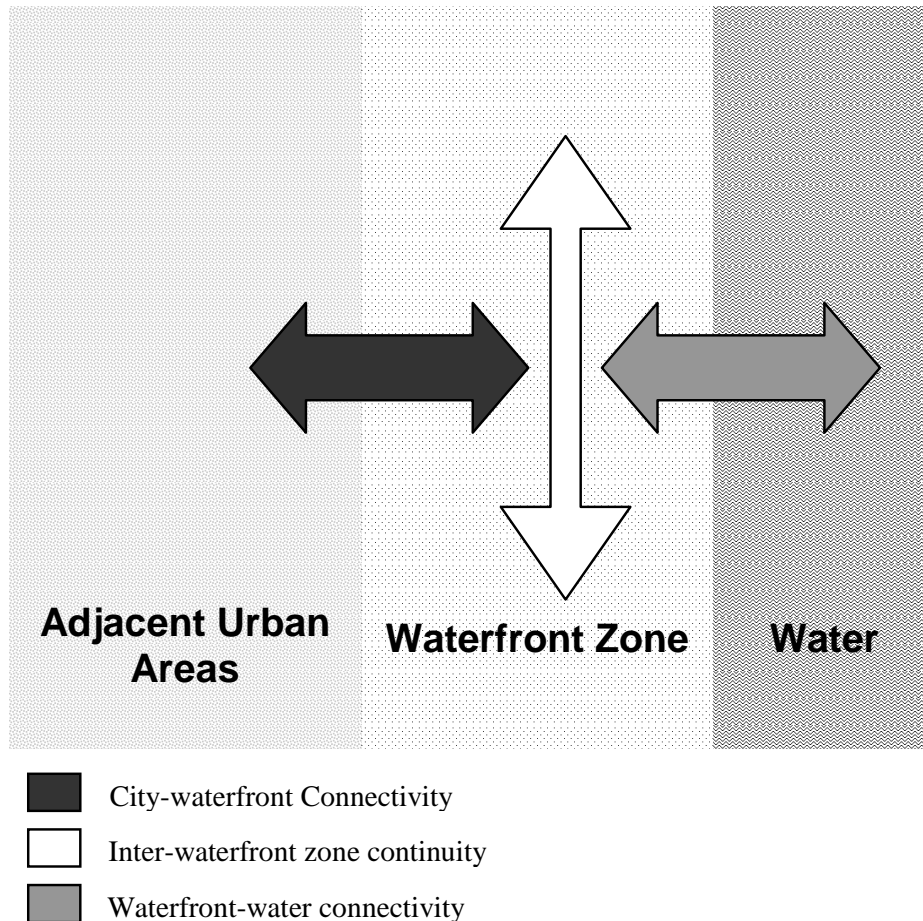 Adjacent Urban
Areas
Waterfront Zone
Water
City-waterfront Connectivity
Inter-waterfront zone continuity
Waterfront-water connectivity